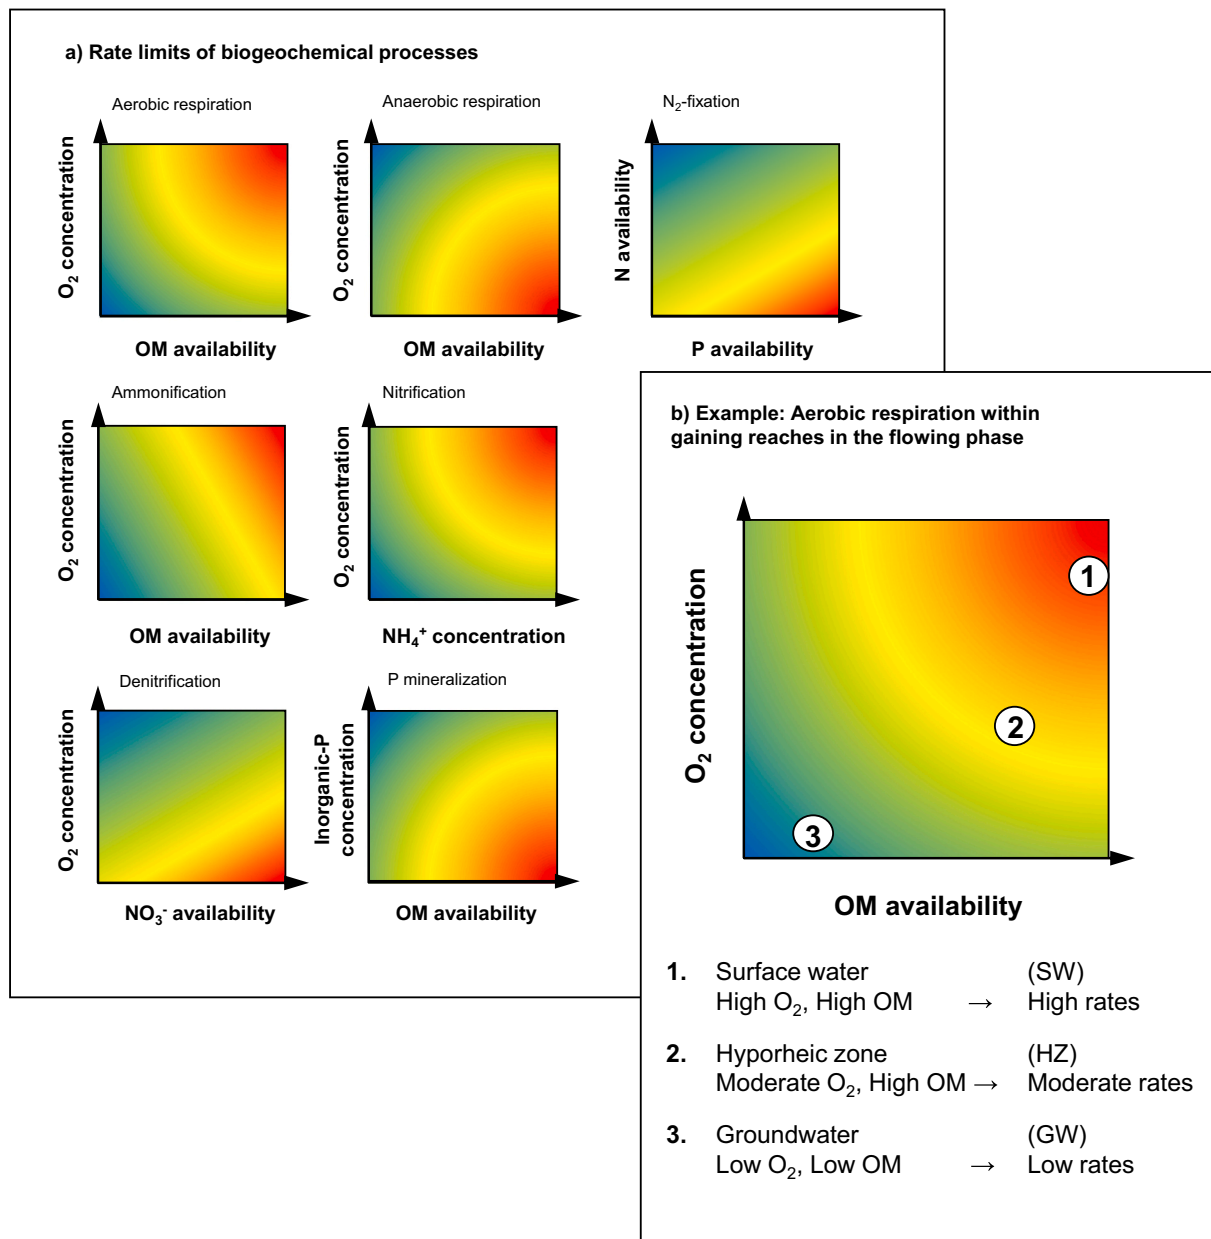 a) Rate limits of biogeochemical processes
Aerobic respiration
O₂ concentration
OM availability
Anaerobic respiration
O₂ concentration
OM availability
N₂-fixation
N availability
P availability
Ammonification
O₂ concentration
OM availability
Nitrification
O₂ concentration
NH₄⁺ concentration
Denitrification
O₂ concentration
NO₃⁻ availability
P mineralization
Inorganic-P
concentration
OM availability
b) Example: Aerobic respiration within
gaining reaches in the flowing phase
O₂ concentration
1
2
3
OM availability
1. Surface water (SW)
High O₂, High OM → High rates
2. Hyporheic zone (HZ)
Moderate O₂, High OM → Moderate rates
3. Groundwater (GW)
Low O₂, Low OM → Low rates